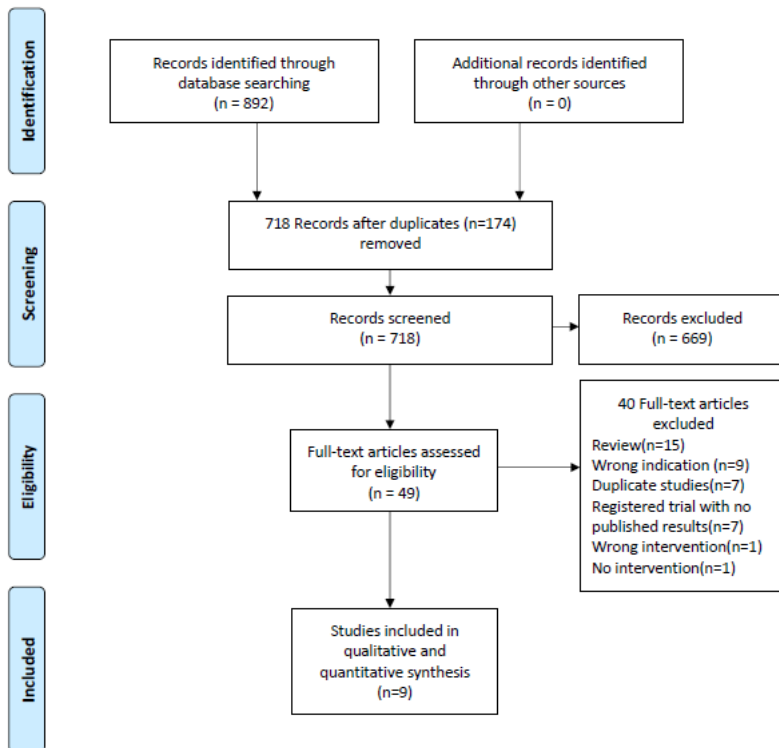 Identification
Records identified through
database searching
(n = 892)
Additional records identified
through other sources
(n = 0)
Screening
718 Records after duplicates (n=174)
removed
Records screened
(n = 718)
Records excluded
(n = 669)
Eligibility
Full-text articles assessed
for eligibility
(n = 49)
40 Full-text articles
excluded
Review(n=15)
Wrong indication (n=9)
Duplicate studies(n=7)
Registered trial with no
published results(n=7)
Wrong intervention(n=1)
No intervention(n=1)
Included
Studies included in
qualitative and
quantitative synthesis
(n=9)